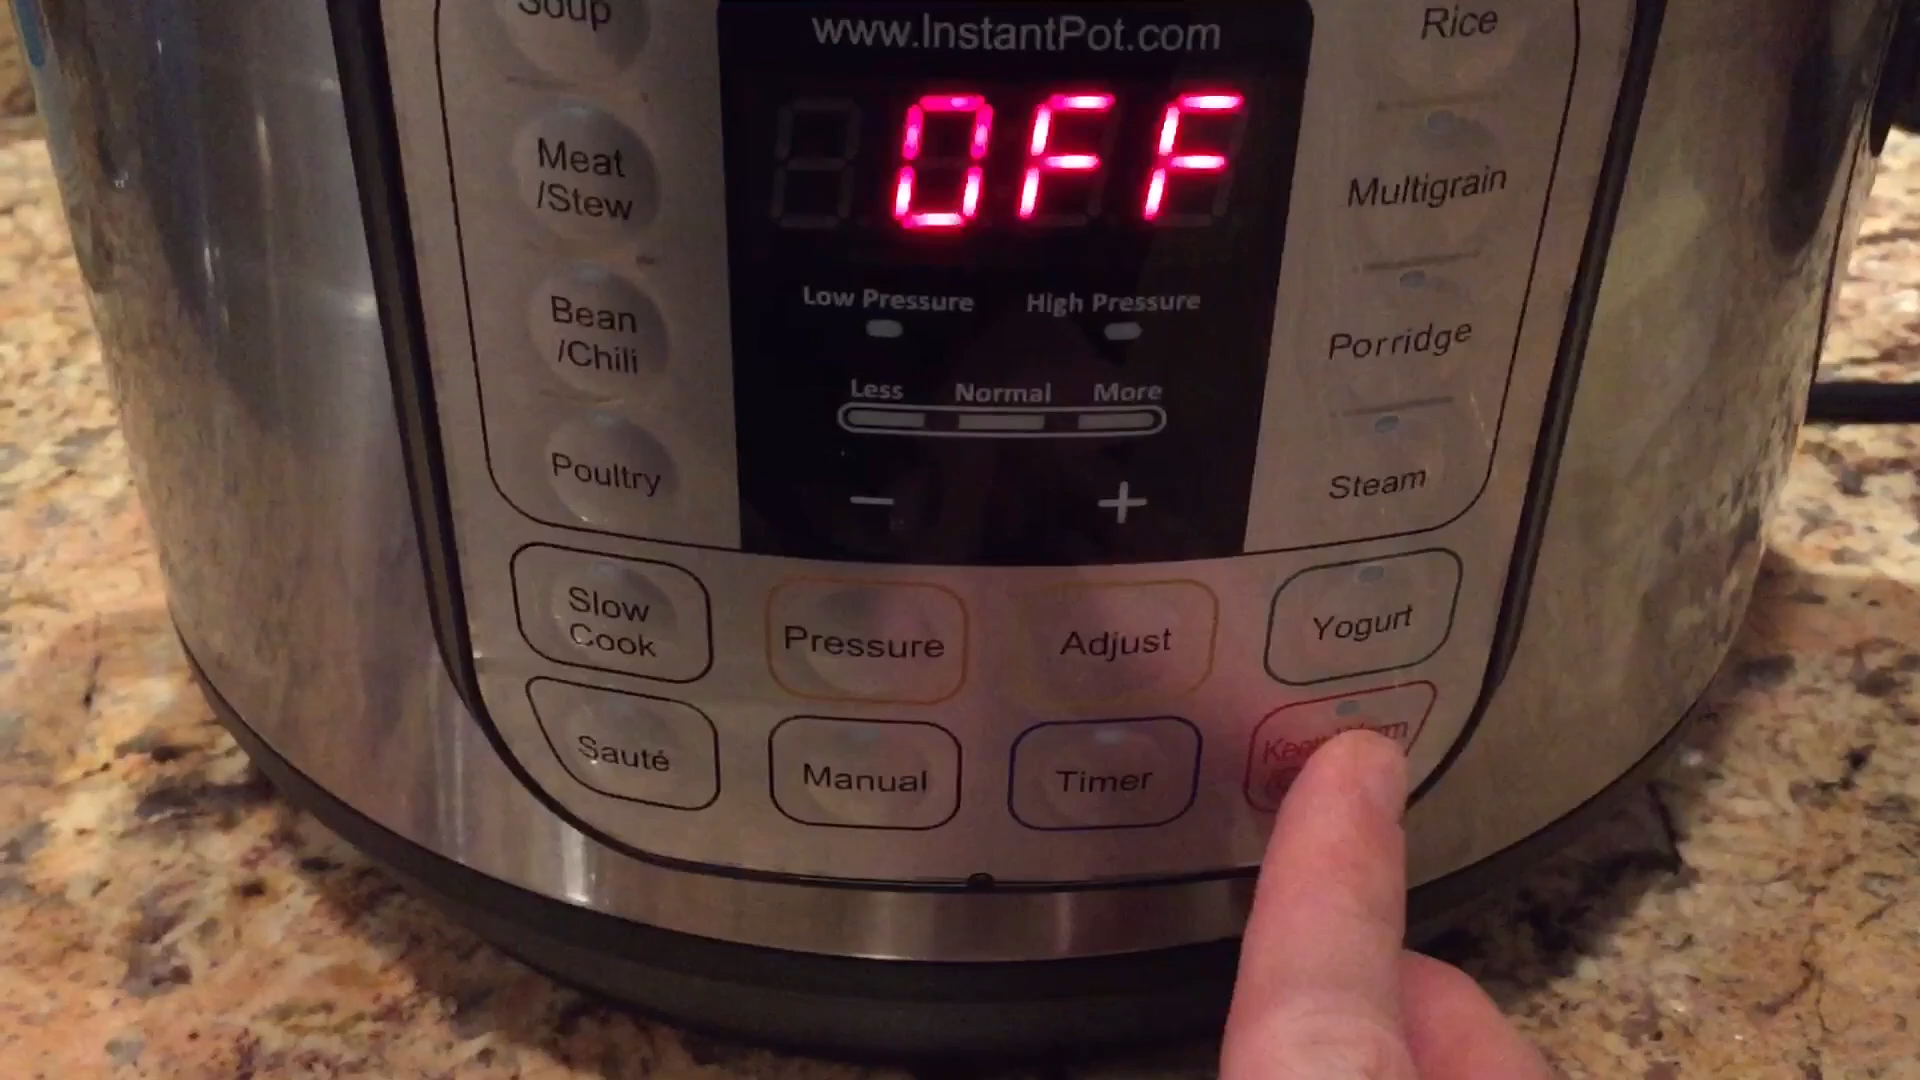 Soup
www.InstantPot.com
Rice
OFF
Meat
/Stew
Multigrain
Low Pressure
High Pressure
Bean
/Chili
Porridge
Less
Normal
More
Poultry
Steam
−
+
Slow
Cook
Pressure
Adjust
Yogurt
Sauté
Manual
Timer